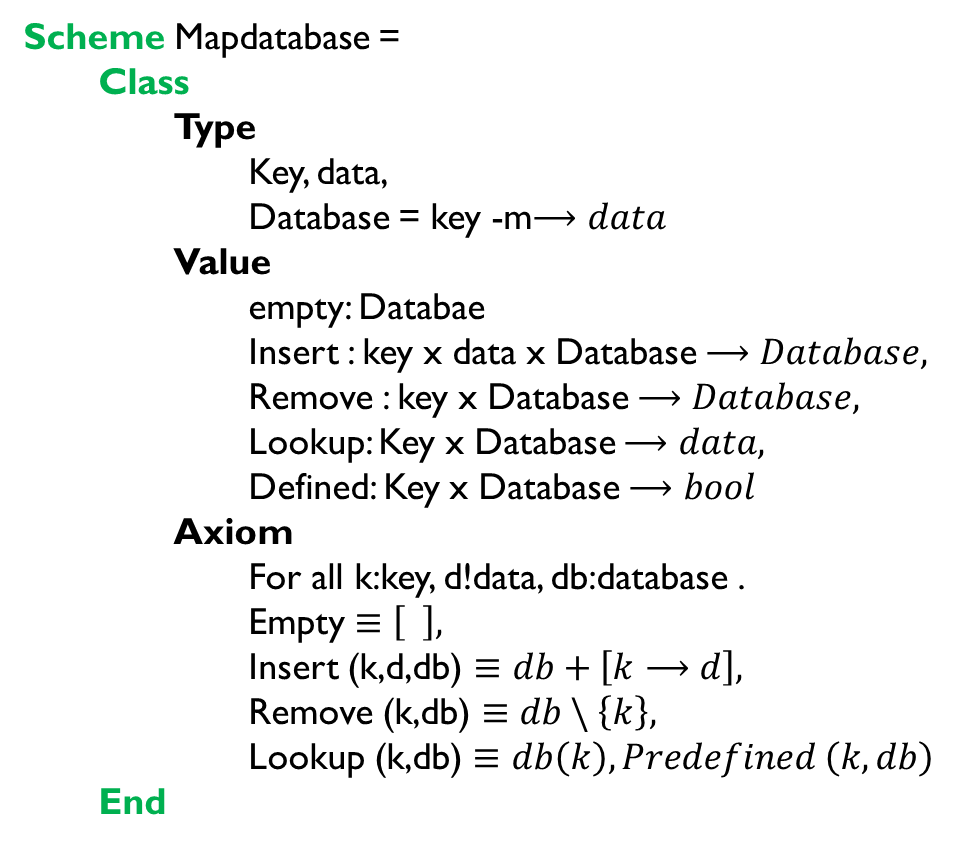 Scheme Mapdatabase =
Class
Type
Key, data,
Database = key -m⟶ data
Value
empty: Databae
Insert : key x data x Database ⟶ Database,
Remove : key x Database ⟶ Database,
Lookup: Key x Database ⟶ data,
Defined: Key x Database ⟶ bool
Axiom
For all k:key, d!data, db:database .
Empty ≡ [ ],
Insert (k,d,db) ≡ db + [k ⟶ d],
Remove (k,db) ≡ db \ {k},
Lookup (k,db) ≡ db(k), Predefined (k, db)
End